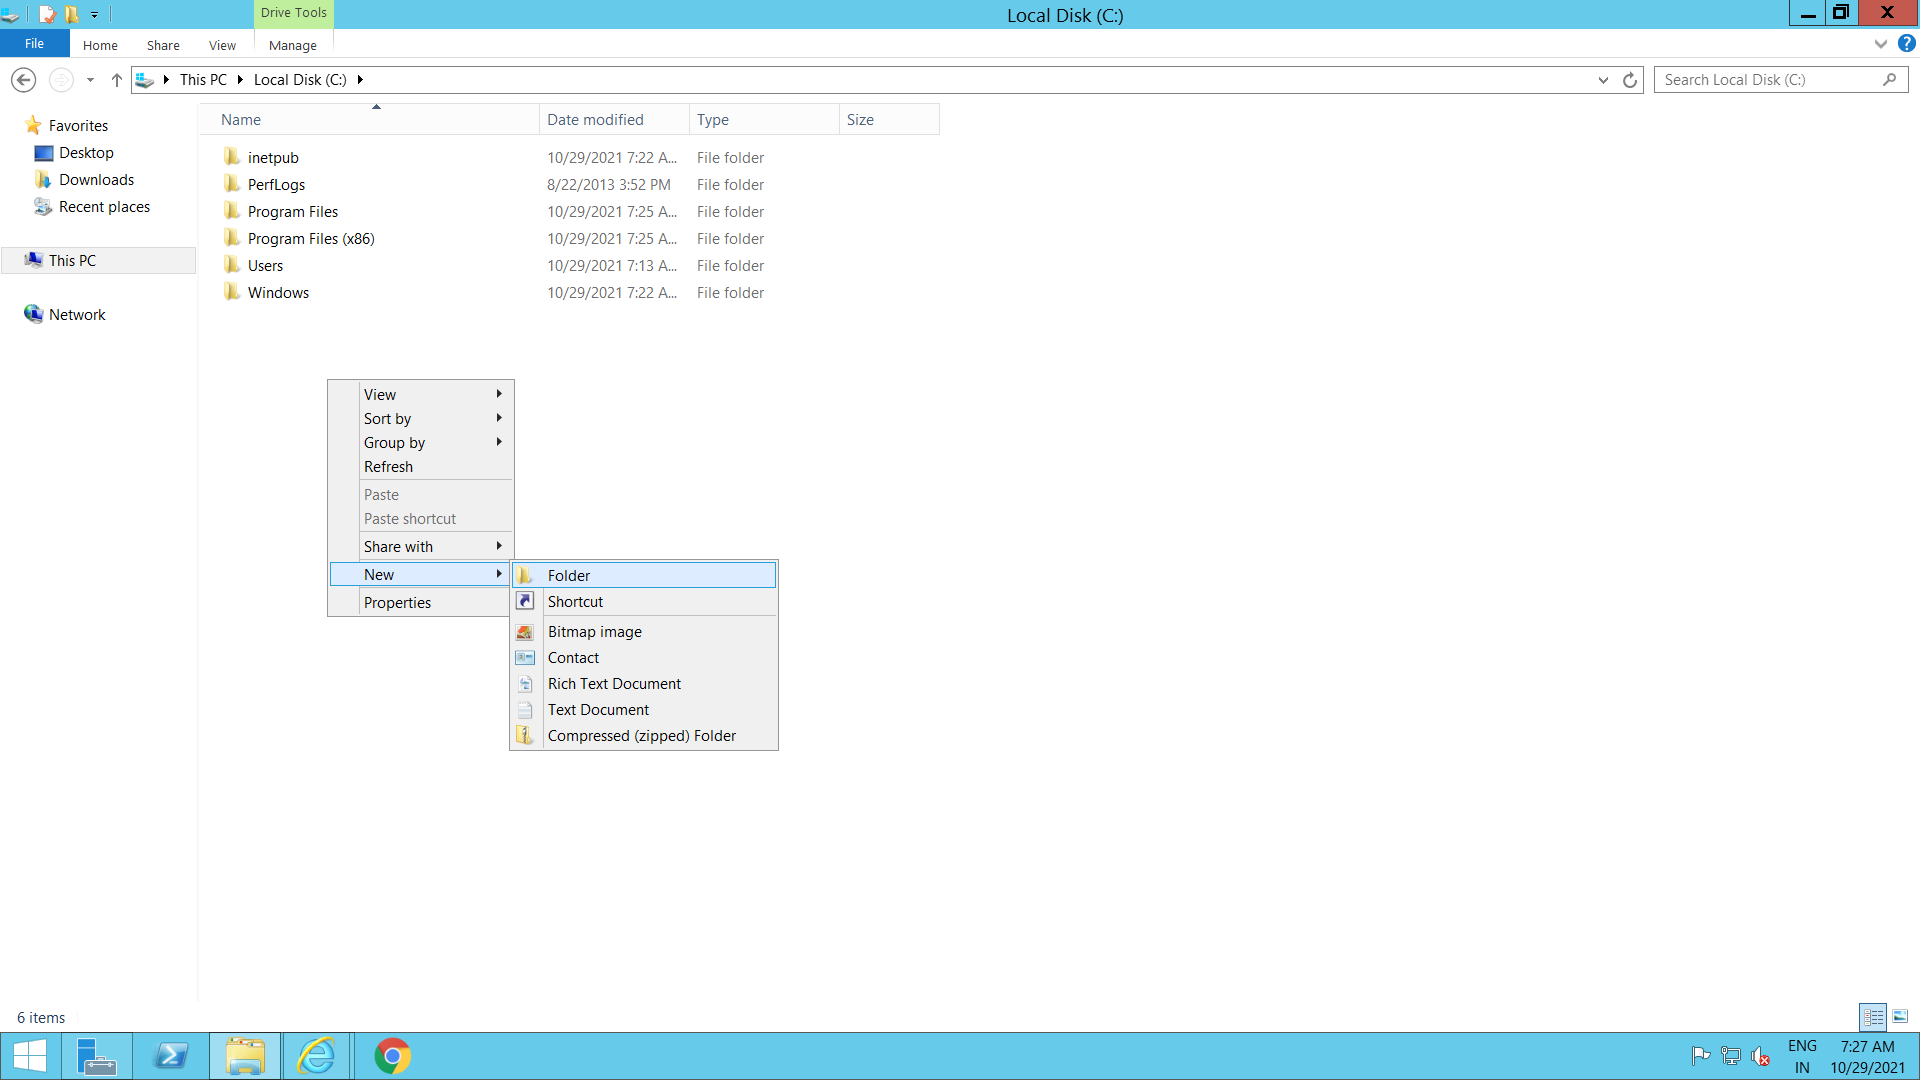 Drive Tools
Local Disk (C:)
File Home Share View Manage
This PC Local Disk (C:)
Search Local Disk (C:)
Favorites
Desktop
Downloads
Recent places
This PC
Network
Name Date modified Type Size
inetpub 10/29/2021 7:22 A... File folder
PerfLogs 8/22/2013 3:52 PM File folder
Program Files 10/29/2021 7:25 A... File folder
Program Files (x86) 10/29/2021 7:25 A... File folder
Users 10/29/2021 7:13 A... File folder
Windows 10/29/2021 7:22 A... File folder
View
Sort by
Group by
Refresh
Paste
Paste shortcut
Share with
New
Properties
Folder
Shortcut
Bitmap image
Contact
Rich Text Document
Text Document
Compressed (zipped) Folder
6 items
ENG 7:27 AM
IN 10/29/2021